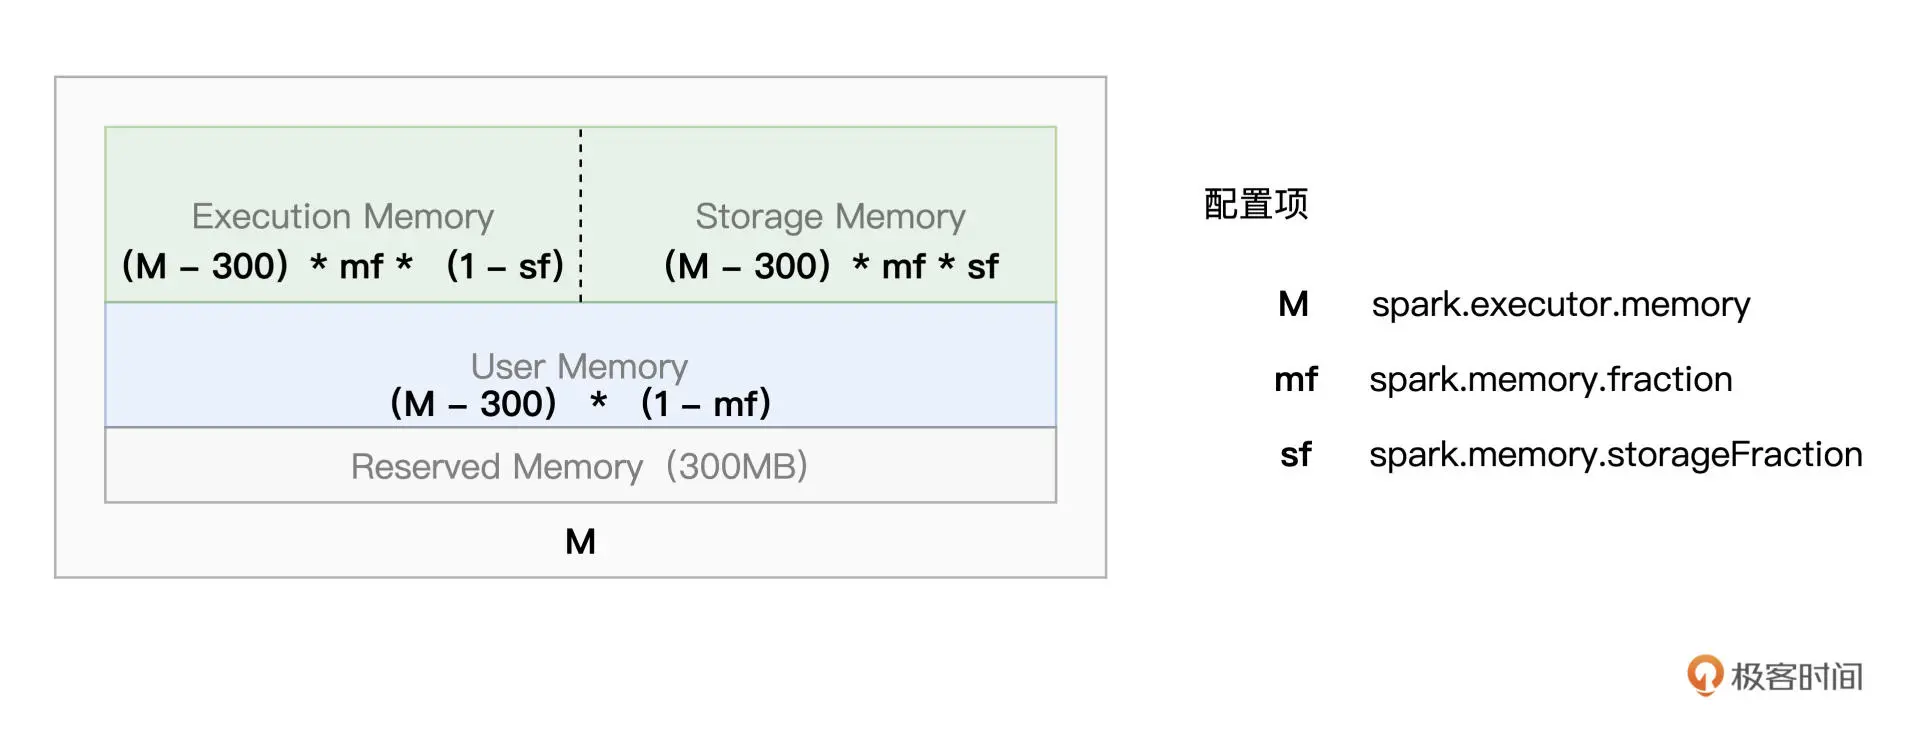 Execution Memory
（M – 300）* mf * （1 – sf）
Storage Memory
（M – 300） * mf * sf
User Memory
（M – 300） * （1 – mf）
Reserved Memory（300MB）
M
配置项
M spark.executor.memory
mf spark.memory.fraction
sf spark.memory.storageFraction
极客时间